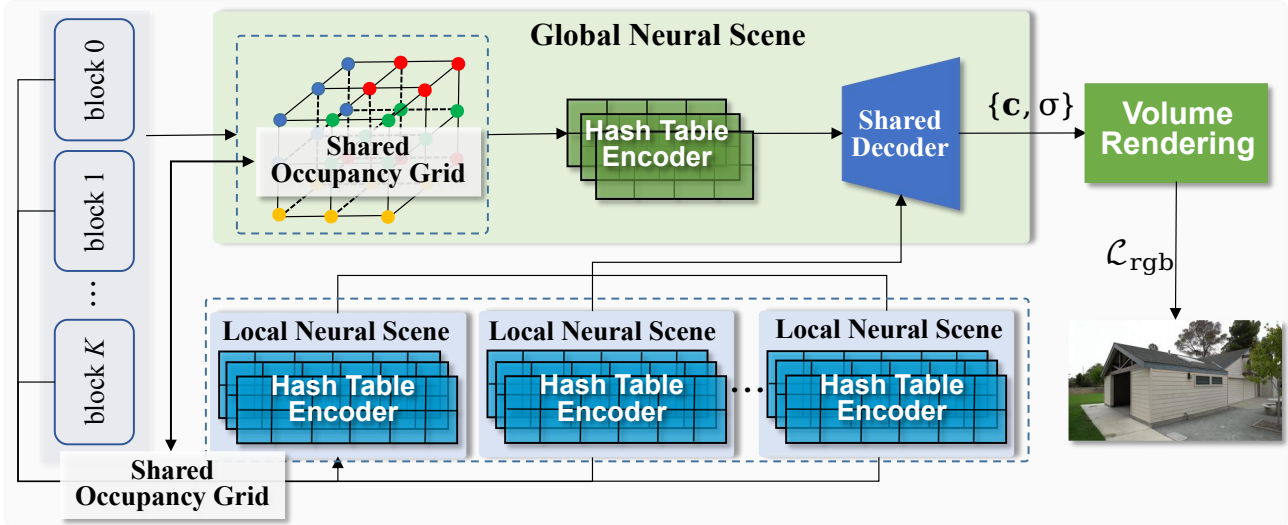 block 0
block 1
...
block K
Global Neural Scene
Shared
Occupancy Grid
Hash Table
Encoder
Shared
Decoder
{c, σ}
Volume
Rendering
ℒrgb
Local Neural Scene
Hash Table
Encoder
Local Neural Scene
Hash Table
Encoder
...
Local Neural Scene
Hash Table
Encoder
Shared
Occupancy Grid